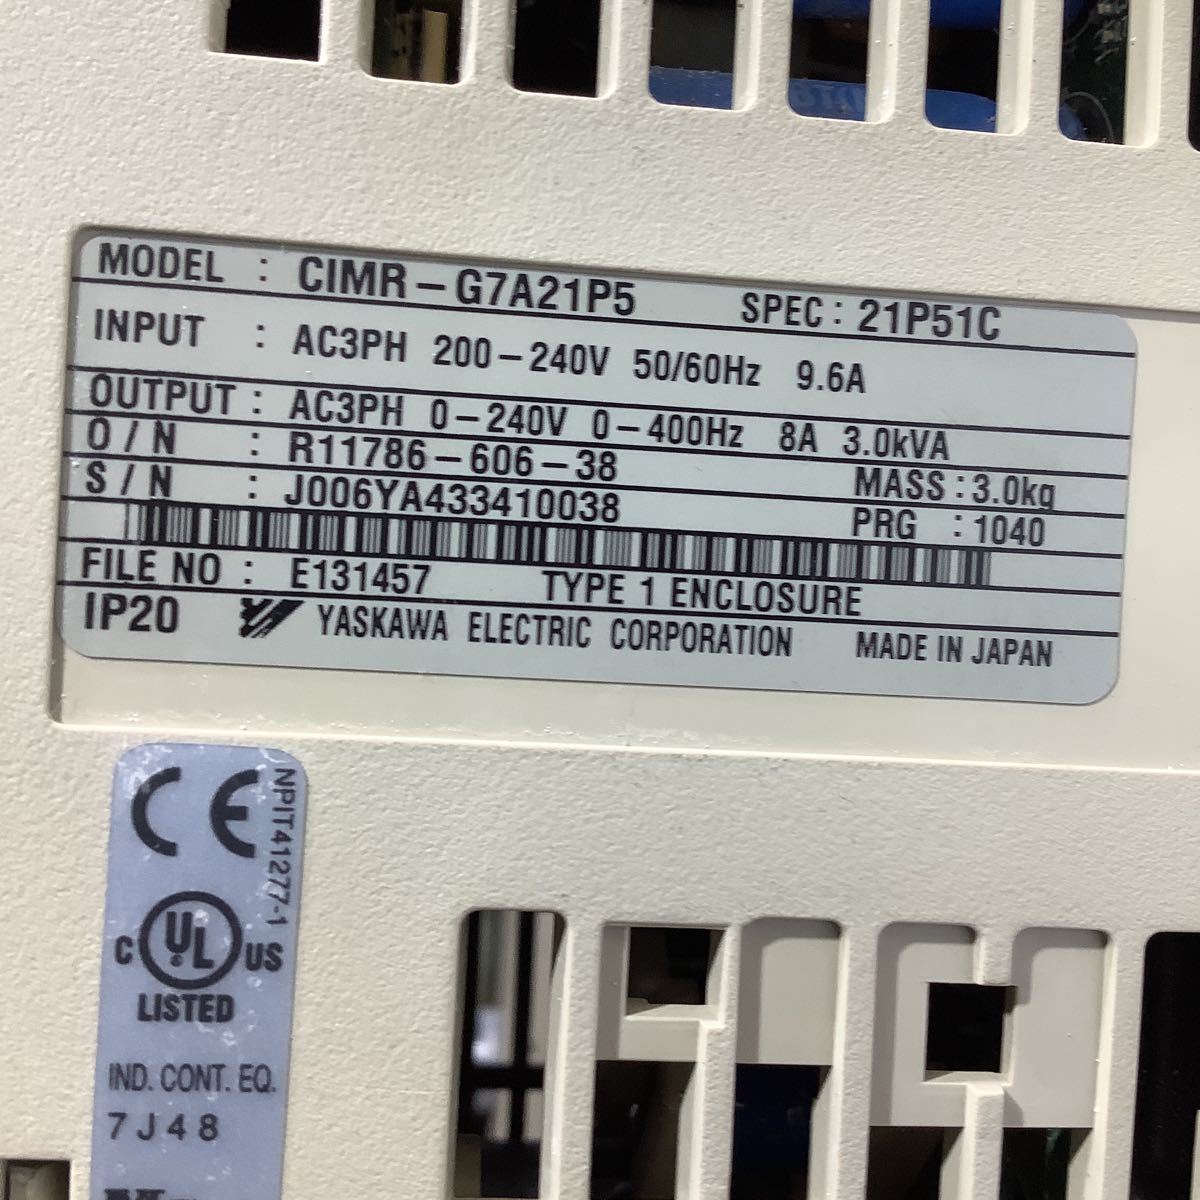 MODEL : CIMR-G7A21P5 SPEC: 21P51C
INPUT : AC3PH 200-240V 50/60Hz 9.6A
OUTPUT : AC3PH 0-240V 0-400Hz 8A 3.0kVA
O/N : R11786-606-38 MASS : 3.0kg
S/N : J006YA433410038 PRG : 1040
FILE NO : E131457 TYPE 1 ENCLOSURE
IP20 YASKAWA ELECTRIC CORPORATION MADE IN JAPAN
CE
NPIT41277-1
C UL ® US
LISTED
IND. CONT. EQ.
7J48